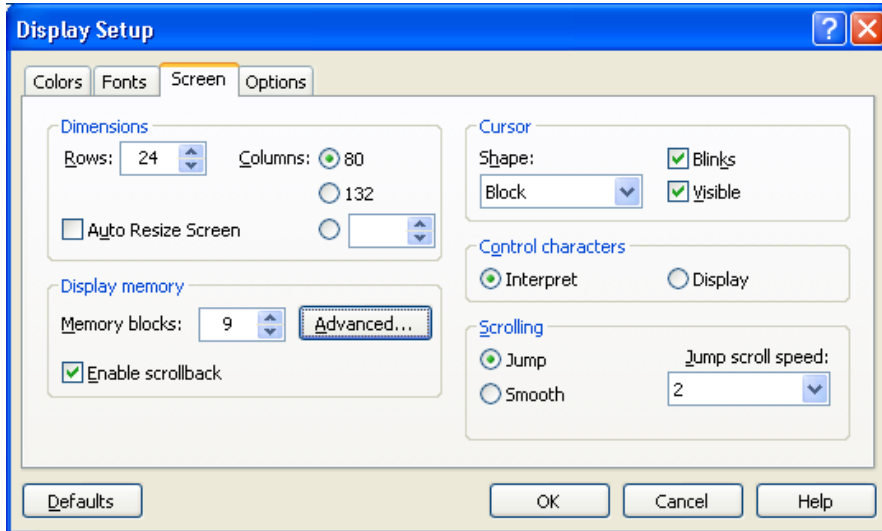 Display Setup
Colors Fonts Screen Options
Dimensions
Rows: 24 Columns: 80
132
Auto Resize Screen
Display memory
Memory blocks: 9 Advanced...
Enable scrollback
Cursor
Shape: Blinks
Block Visible
Control characters
Interpret Display
Scrolling
Jump Jump scroll speed:
Smooth 2
Defaults OK Cancel Help